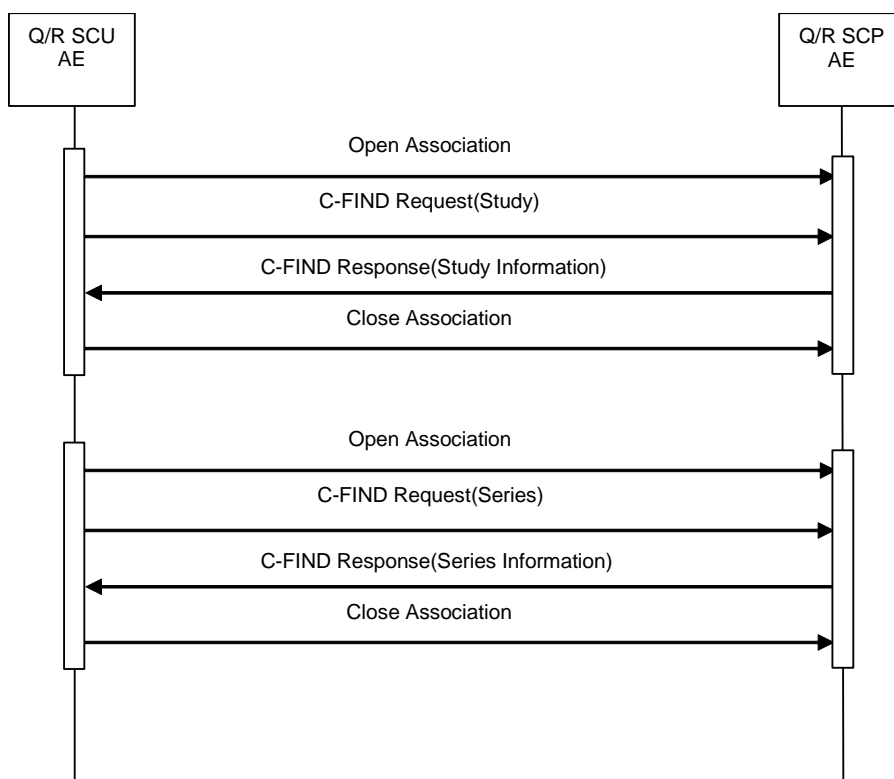 Q/R SCU
AE
Q/R SCP
AE
Open Association
C-FIND Request(Study)
C-FIND Response(Study Information)
Close Association
Open Association
C-FIND Request(Series)
C-FIND Response(Series Information)
Close Association